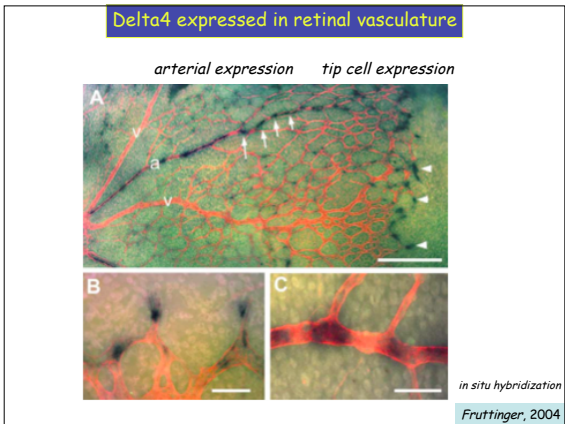 Delta4 expressed in retinal vasculature
arterial expression tip cell expression
A
v
a
v
B
C
in situ hybridization
Fruttinger, 2004